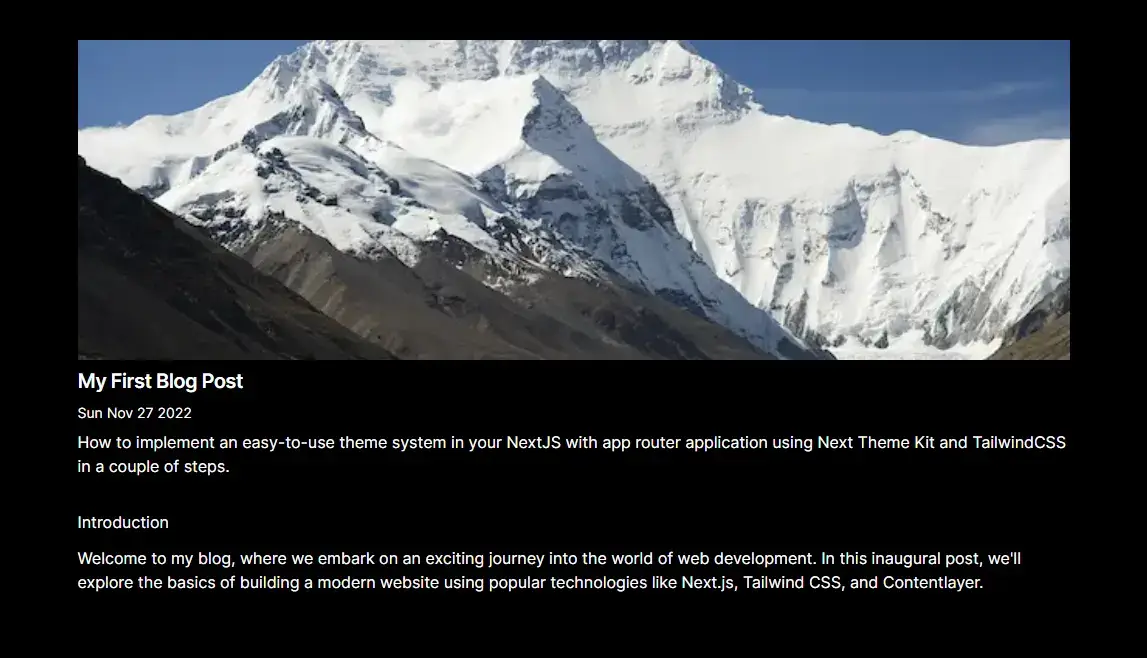 My First Blog Post
Sun Nov 27 2022
How to implement an easy-to-use theme system in your NextJS with app router application using Next Theme Kit and TailwindCSS
in a couple of steps.
Introduction
Welcome to my blog, where we embark on an exciting journey into the world of web development. In this inaugural post, we'll
explore the basics of building a modern website using popular technologies like Next.js, Tailwind CSS, and Contentlayer.